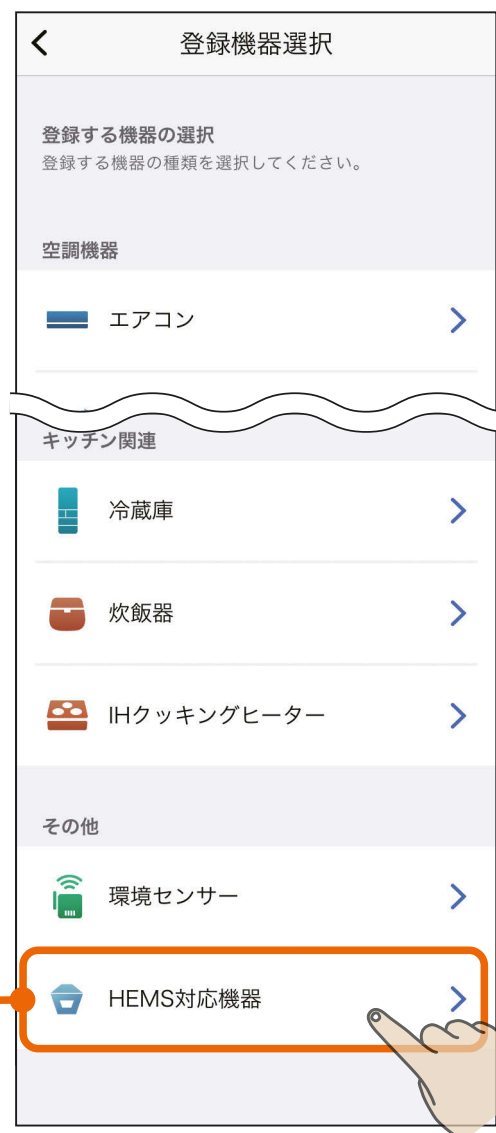 登録機器選択
登録する機器の選択
登録する機器の種類を選択してください。
空調機器
エアコン
キッチン関連
冷蔵庫
炊飯器
IHクッキングヒーター
その他
環境センサー
HEMS対応機器